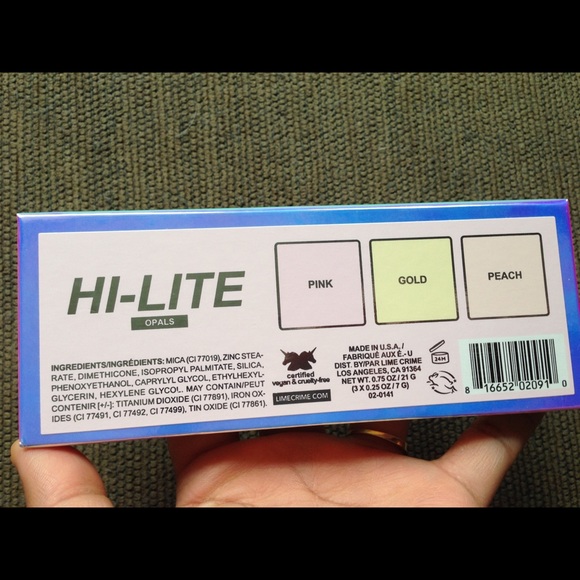 HI-LITE
OPALS
PINK
GOLD
PEACH
INGREDIENTS/INGRÉDIENTS: MICA (CI 77019), ZINC STEA-
RATE, DIMETHICONE, ISOPROPYL PALMITATE, SILICA,
PHENOXYETHANOL, CAPRYLYL GLYCOL, ETHYLHEXYL-
GLYCERIN, HEXYLENE GLYCOL. MAY CONTAIN/PEUT
CONTENIR [+/-]: TITANIUM DIOXIDE (CI 77891), IRON OX-
IDES (CI 77491, CI 77492, CI 77499), TIN OXIDE (CI 77861).
certified
vegan & cruelty-free
LIMECRIME.COM
MADE IN U.S.A./
FABRIQUÉ AUX É.-U
DIST. BY/PAR LIME CRIME
LOS ANGELES, CA 91364
NET WT. 0.75 OZ / 21 G
(3 X 0.25 OZ / 7 G)
02-0141
24H
8 16652 02091 0